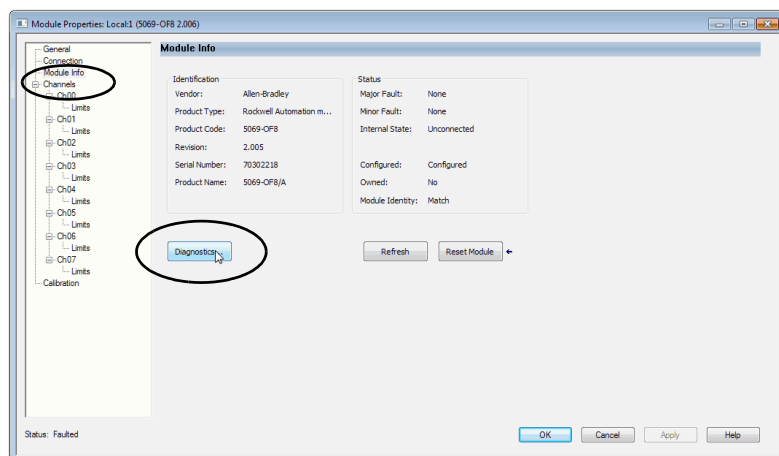 Module Properties: Local:1 (5069-OF8 2.006)
General
Connection
Module Info
Channels
Ch00
Limits
Ch01
Limits
Ch02
Limits
Ch03
Limits
Ch04
Limits
Ch05
Limits
Ch06
Limits
Ch07
Limits
Calibration
Module Info
Identification
Vendor: Allen-Bradley
Product Type: Rockwell Automation m...
Product Code: 5069-OF8
Revision: 2.005
Serial Number: 70302218
Product Name: 5069-OF8/A
Status
Major Fault: None
Minor Fault: None
Internal State: Unconnected
Configured: Configured
Owned: No
Module Identity: Match
Diagnostics...
Refresh
Reset Module
Status: Faulted
OK Cancel Apply Help